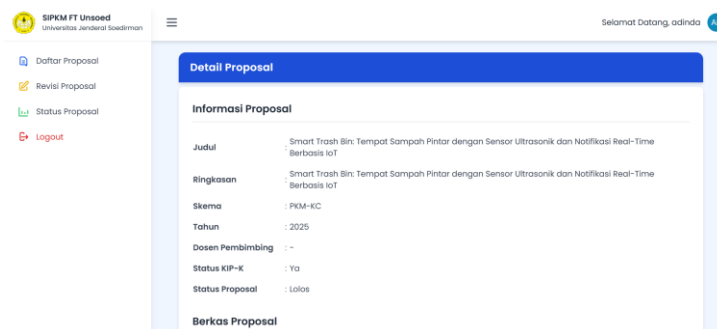 SIPKM FT Unsoed
Universitas Jenderal Soedirman
Selamat Datang, adinda
Daftar Proposal
Revisi Proposal
Status Proposal
Logout
Detail Proposal
Informasi Proposal
Judul : Smart Trash Bin: Tempat Sampah Pintar dengan Sensor Ultrasonik dan Notifikasi Real-Time
Berbasis IoT
Ringkasan : Smart Trash Bin: Tempat Sampah Pintar dengan Sensor Ultrasonik dan Notifikasi Real-Time
Berbasis IoT
Skema : PKM-KC
Tahun : 2025
Dosen Pembimbing : -
Status KIP-K : Ya
Status Proposal : Lolos
Berkas Proposal